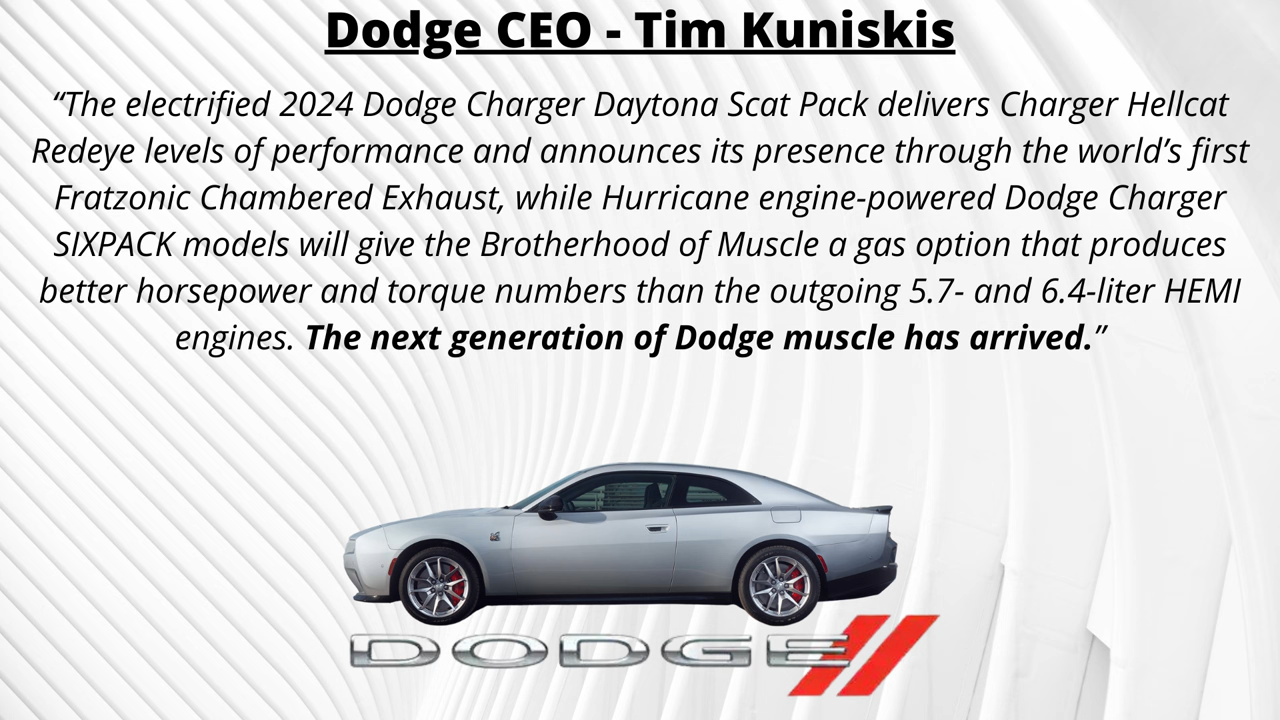 Dodge CEO - Tim Kuniskis
“The electrified 2024 Dodge Charger Daytona Scat Pack delivers Charger Hellcat
Redeye levels of performance and announces its presence through the world’s first
Fratzonic Chambered Exhaust, while Hurricane engine-powered Dodge Charger
SIXPACK models will give the Brotherhood of Muscle a gas option that produces
better horsepower and torque numbers than the outgoing 5.7- and 6.4-liter HEMI
engines. The next generation of Dodge muscle has arrived.”
DODGE